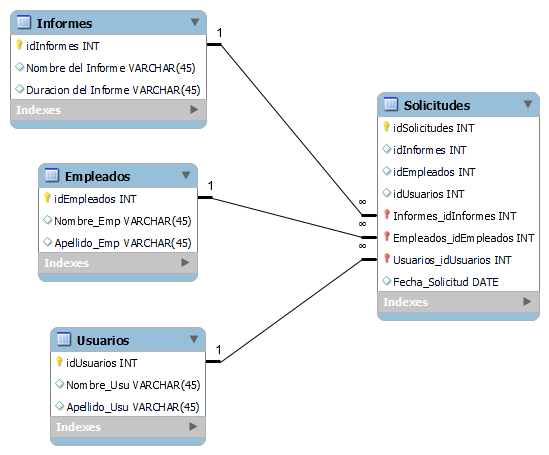 Informes
idInformes INT
Nombre del Informe VARCHAR(45)
Duracion del Informe VARCHAR(45)
Indexes
1
Empleados
idEmpleados INT
Nombre_Emp VARCHAR(45)
Apellido_Emp VARCHAR(45)
Indexes
1
Usuarios
idUsuarios INT
Nombre_Usu VARCHAR(45)
Apellido_Usu VARCHAR(45)
Indexes
1
Solicitudes
idSolicitudes INT
idInformes INT
idEmpleados INT
idUsuarios INT
∞
Informes_idInformes INT
∞
Empleados_idEmpleados INT
∞
Usuarios_idUsuarios INT
Fecha_Solicitud DATE
Indexes